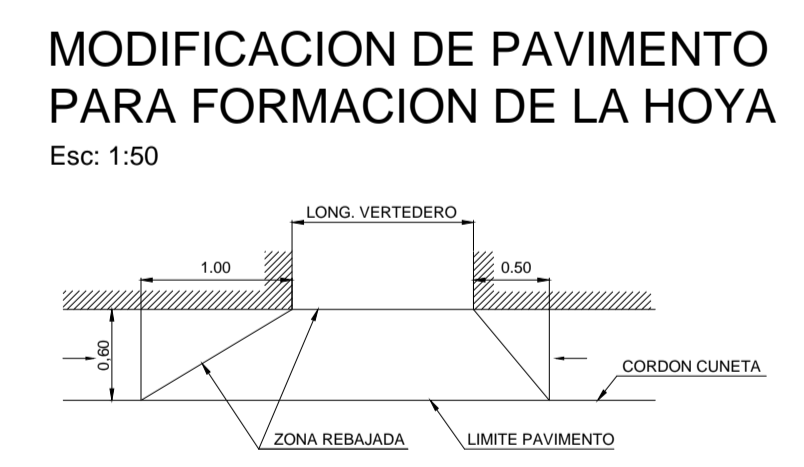 MODIFICACION DE PAVIMENTO
PARA FORMACION DE LA HOYA
Esc: 1:50
LONG. VERTEDERO
1.00
0.50
0,60
CORDON CUNETA
ZONA REBAJADA
LIMITE PAVIMENTO